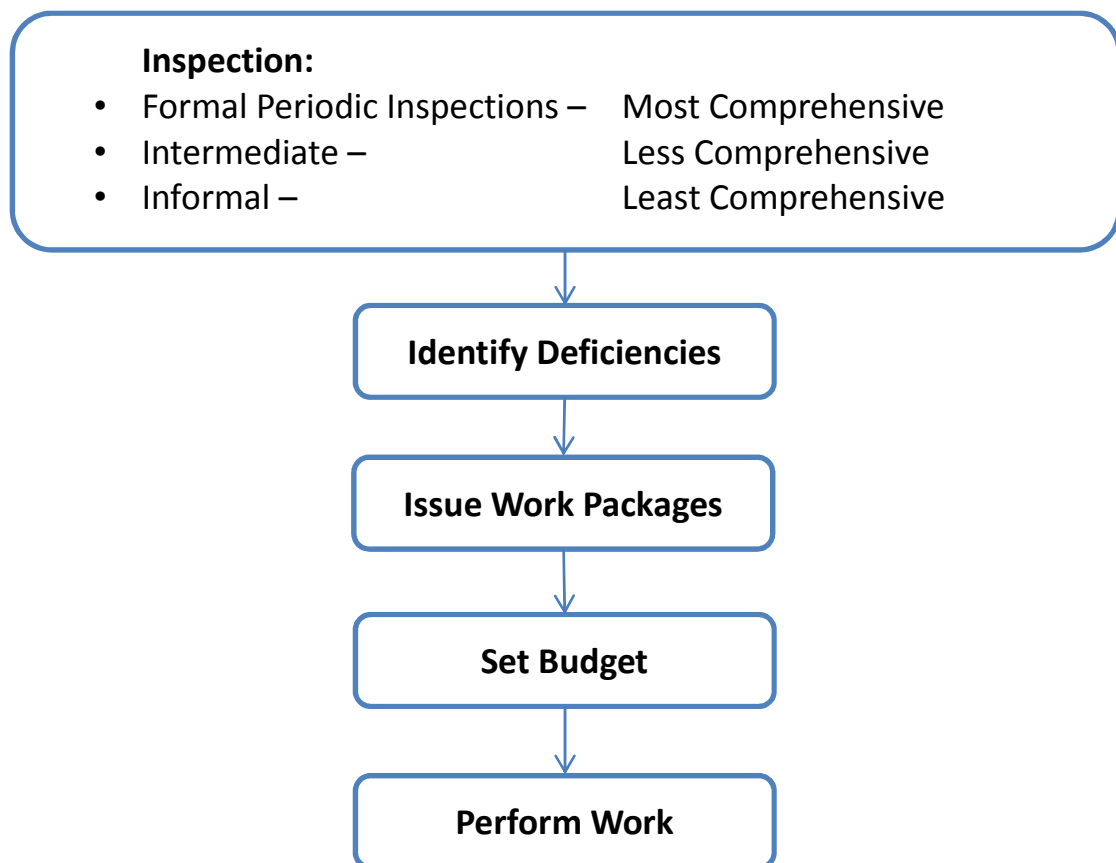 Inspection:
• Formal Periodic Inspections – Most Comprehensive
• Intermediate – Less Comprehensive
• Informal – Least Comprehensive
Identify Deficiencies
Issue Work Packages
Set Budget
Perform Work